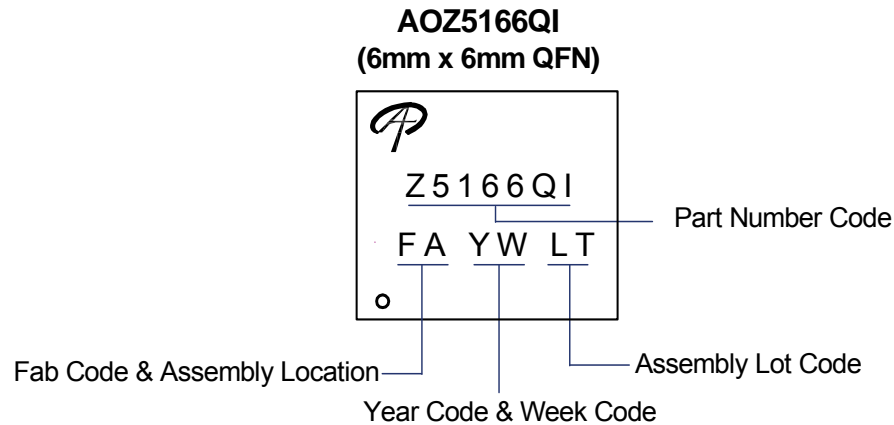 AOZ5166QI
(6mm x 6mm QFN)
Z5166QI
Part Number Code
FA YW LT
Fab Code & Assembly Location
Assembly Lot Code
Year Code & Week Code